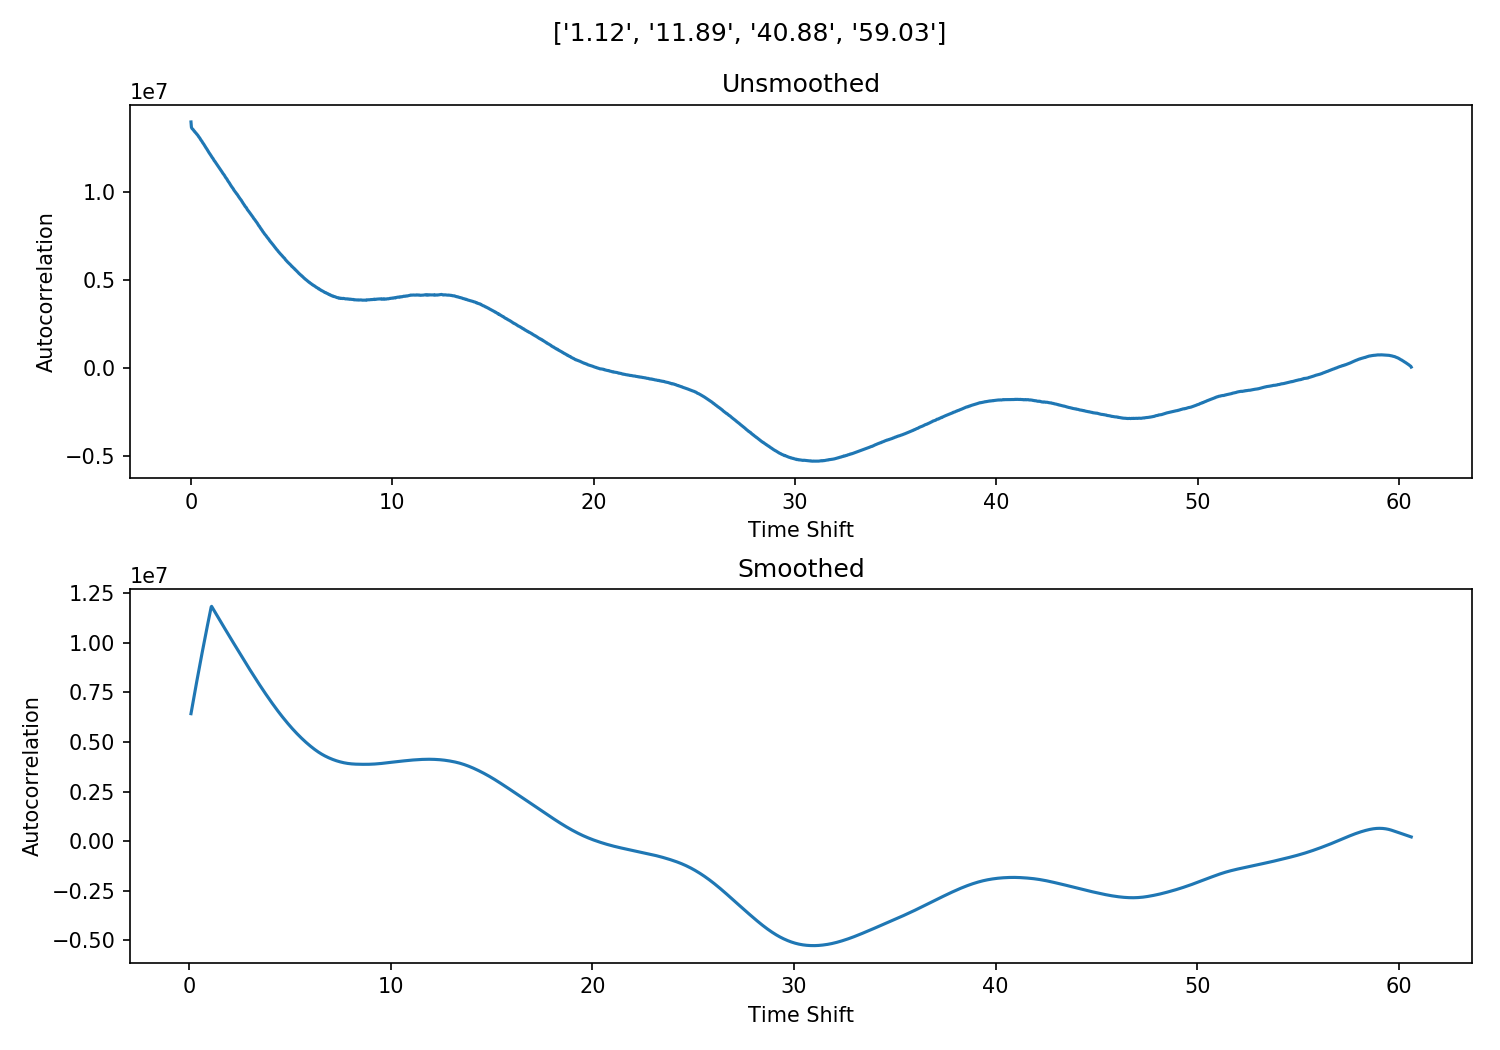 ['1.12', '11.89', '40.88', '59.03']
Unsmoothed
1e7
1.0
0.5
0.0
−0.5
Autocorrelation
0 10 20 30 40 50 60
Time Shift
Smoothed
1e7
1.25
1.00
0.75
0.50
0.25
0.00
−0.25
−0.50
Autocorrelation
0 10 20 30 40 50 60
Time Shift